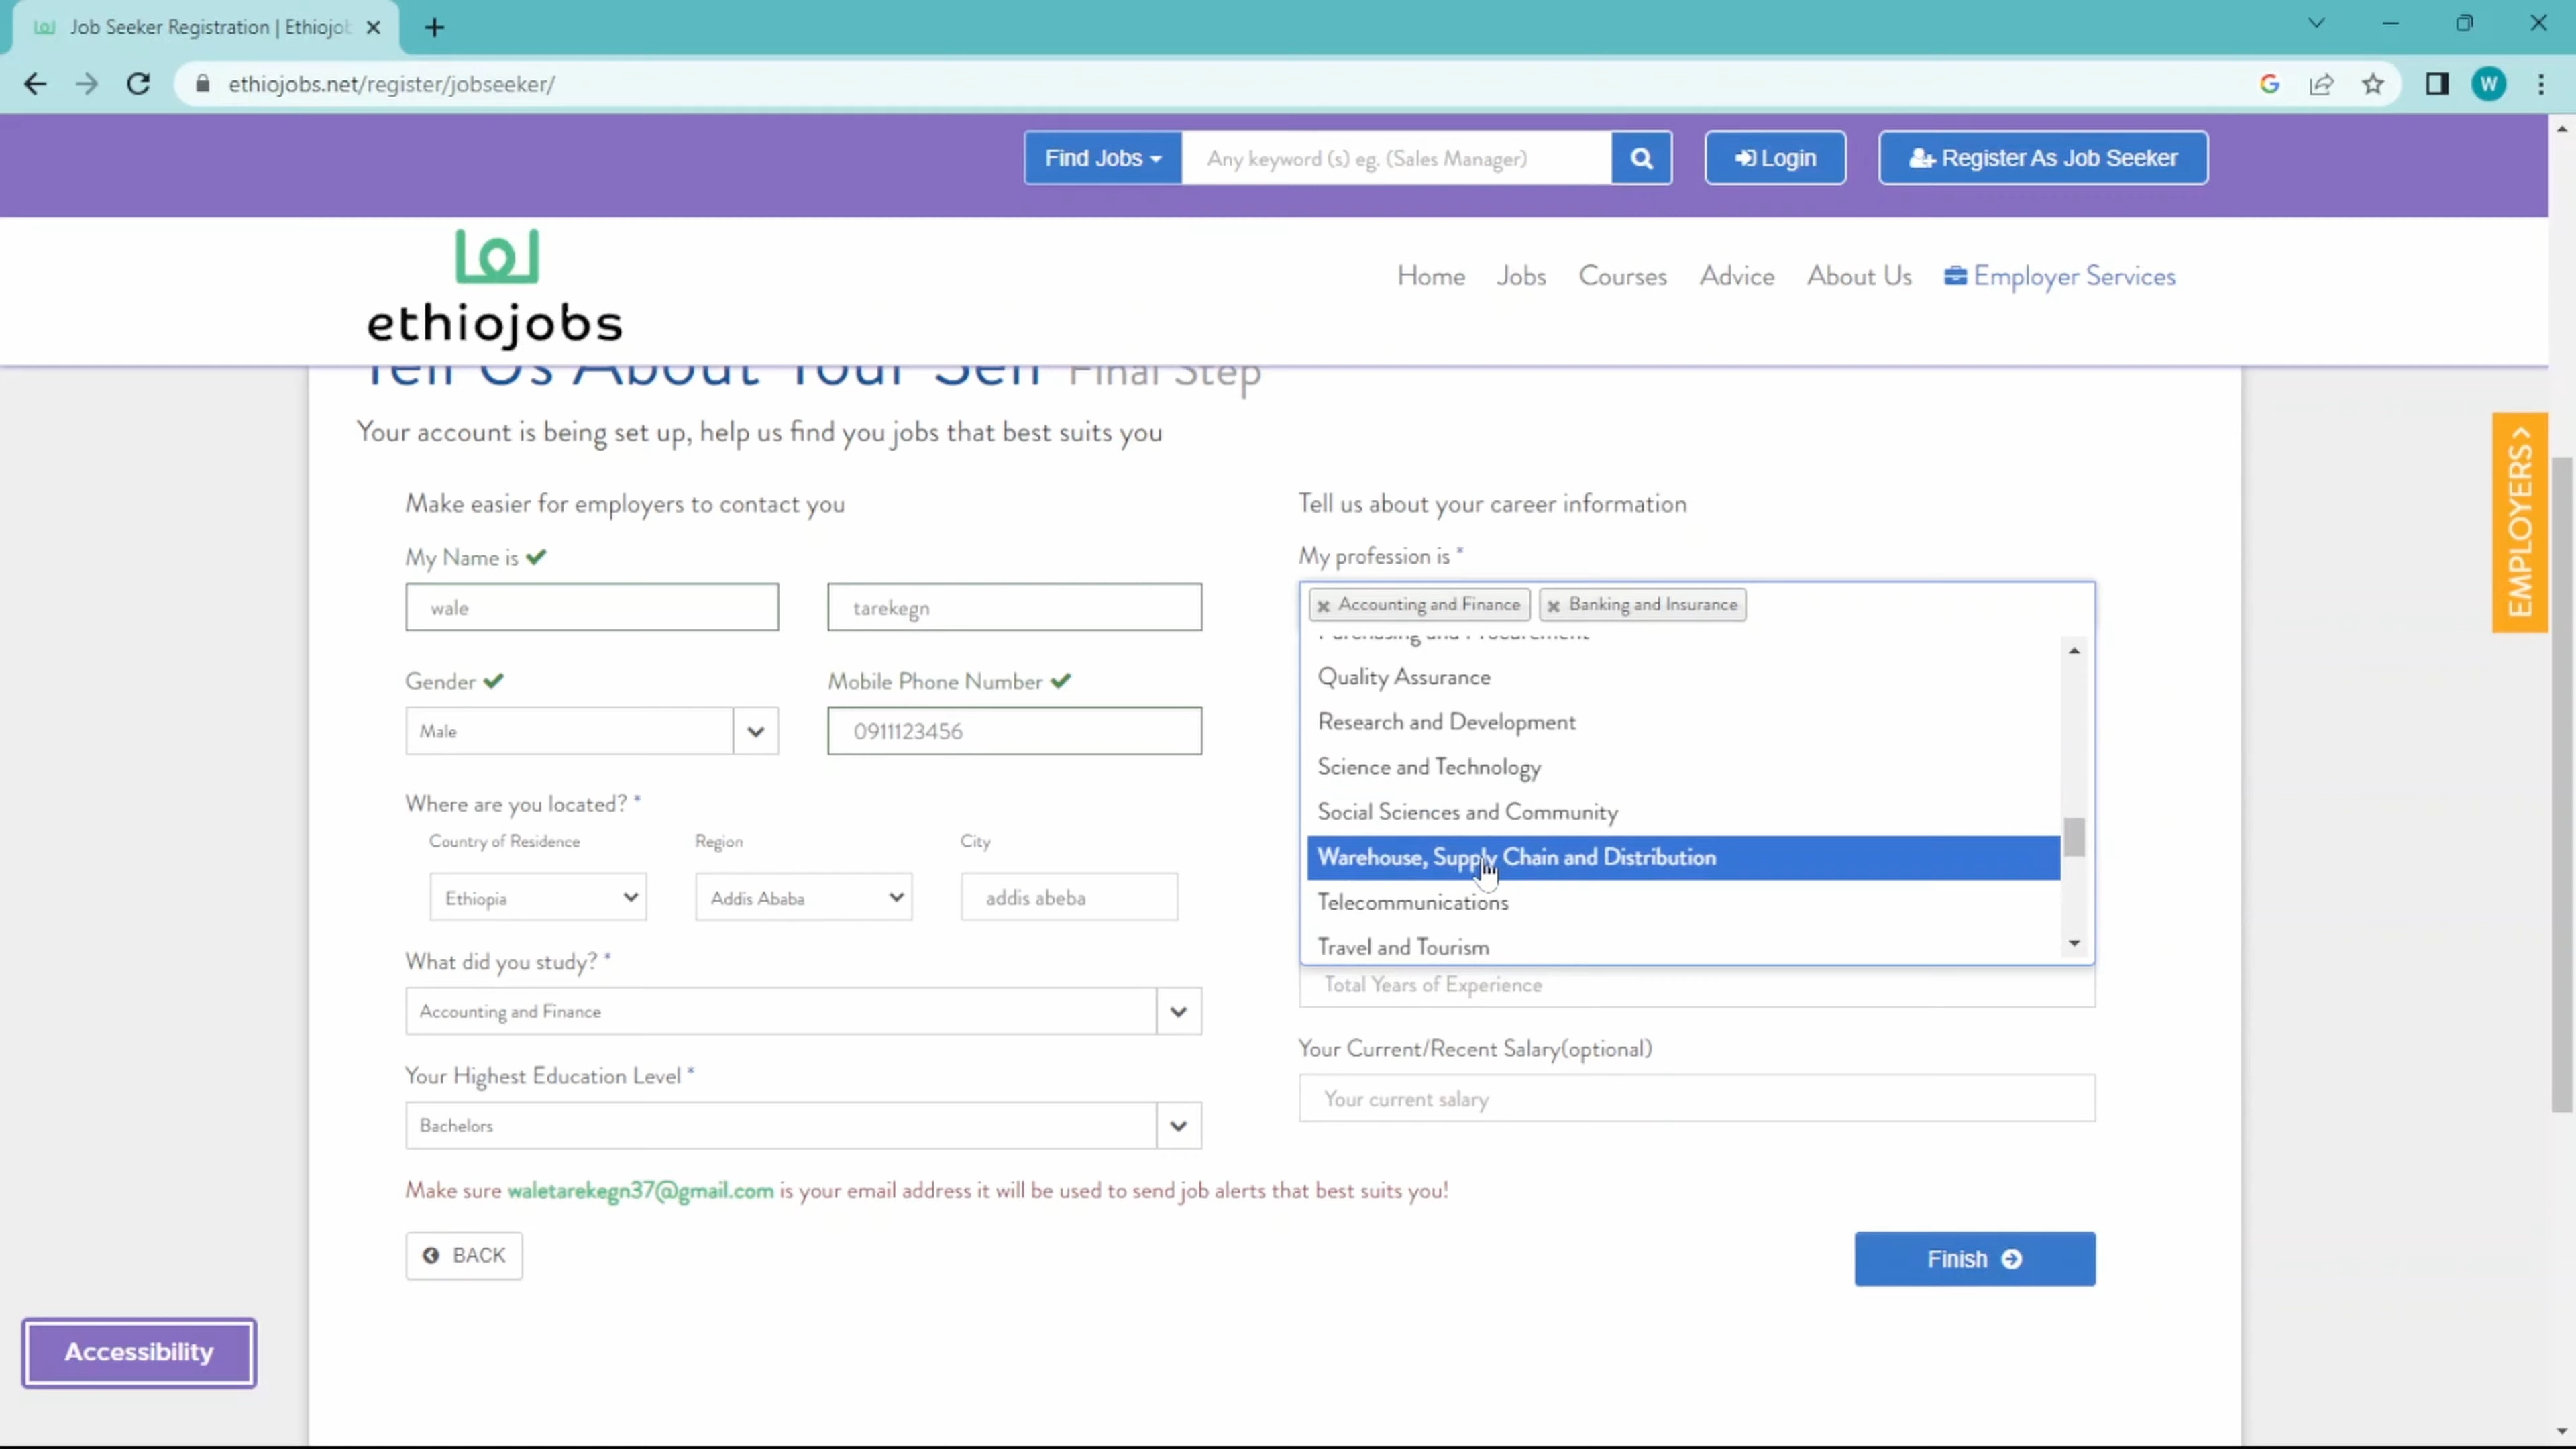 Job Seeker Registration | Ethiojob
ethiojobs.net/register/jobseeker/
W
Find Jobs
Any keyword (s) eg. (Sales Manager)
Login
Register As Job Seeker
ethiojobs
Home
Jobs
Courses
Advice
About Us
Employer Services
Tell Us About Your Self Final Step
Your account is being set up, help us find you jobs that best suits you
EMPLOYERS
Make easier for employers to contact you
My Name is
wale
tarekegn
Gender
Mobile Phone Number
Male
0911123456
Where are you located? *
Country of Residence
Region
City
Ethiopia
Addis Ababa
addis abeba
What did you study? *
Accounting and Finance
Your Highest Education Level *
Bachelors
Tell us about your career information
My profession is *
Accounting and Finance
Banking and Insurance
Purchasing and Procurement
Quality Assurance
Research and Development
Science and Technology
Social Sciences and Community
Warehouse, Supply Chain and Distribution
Telecommunications
Travel and Tourism
Total Years of Experience
Your Current/Recent Salary(optional)
Your current salary
Make sure waletarekegn37@gmail.com is your email address it will be used to send job alerts that best suits you!
BACK
Finish
Accessibility